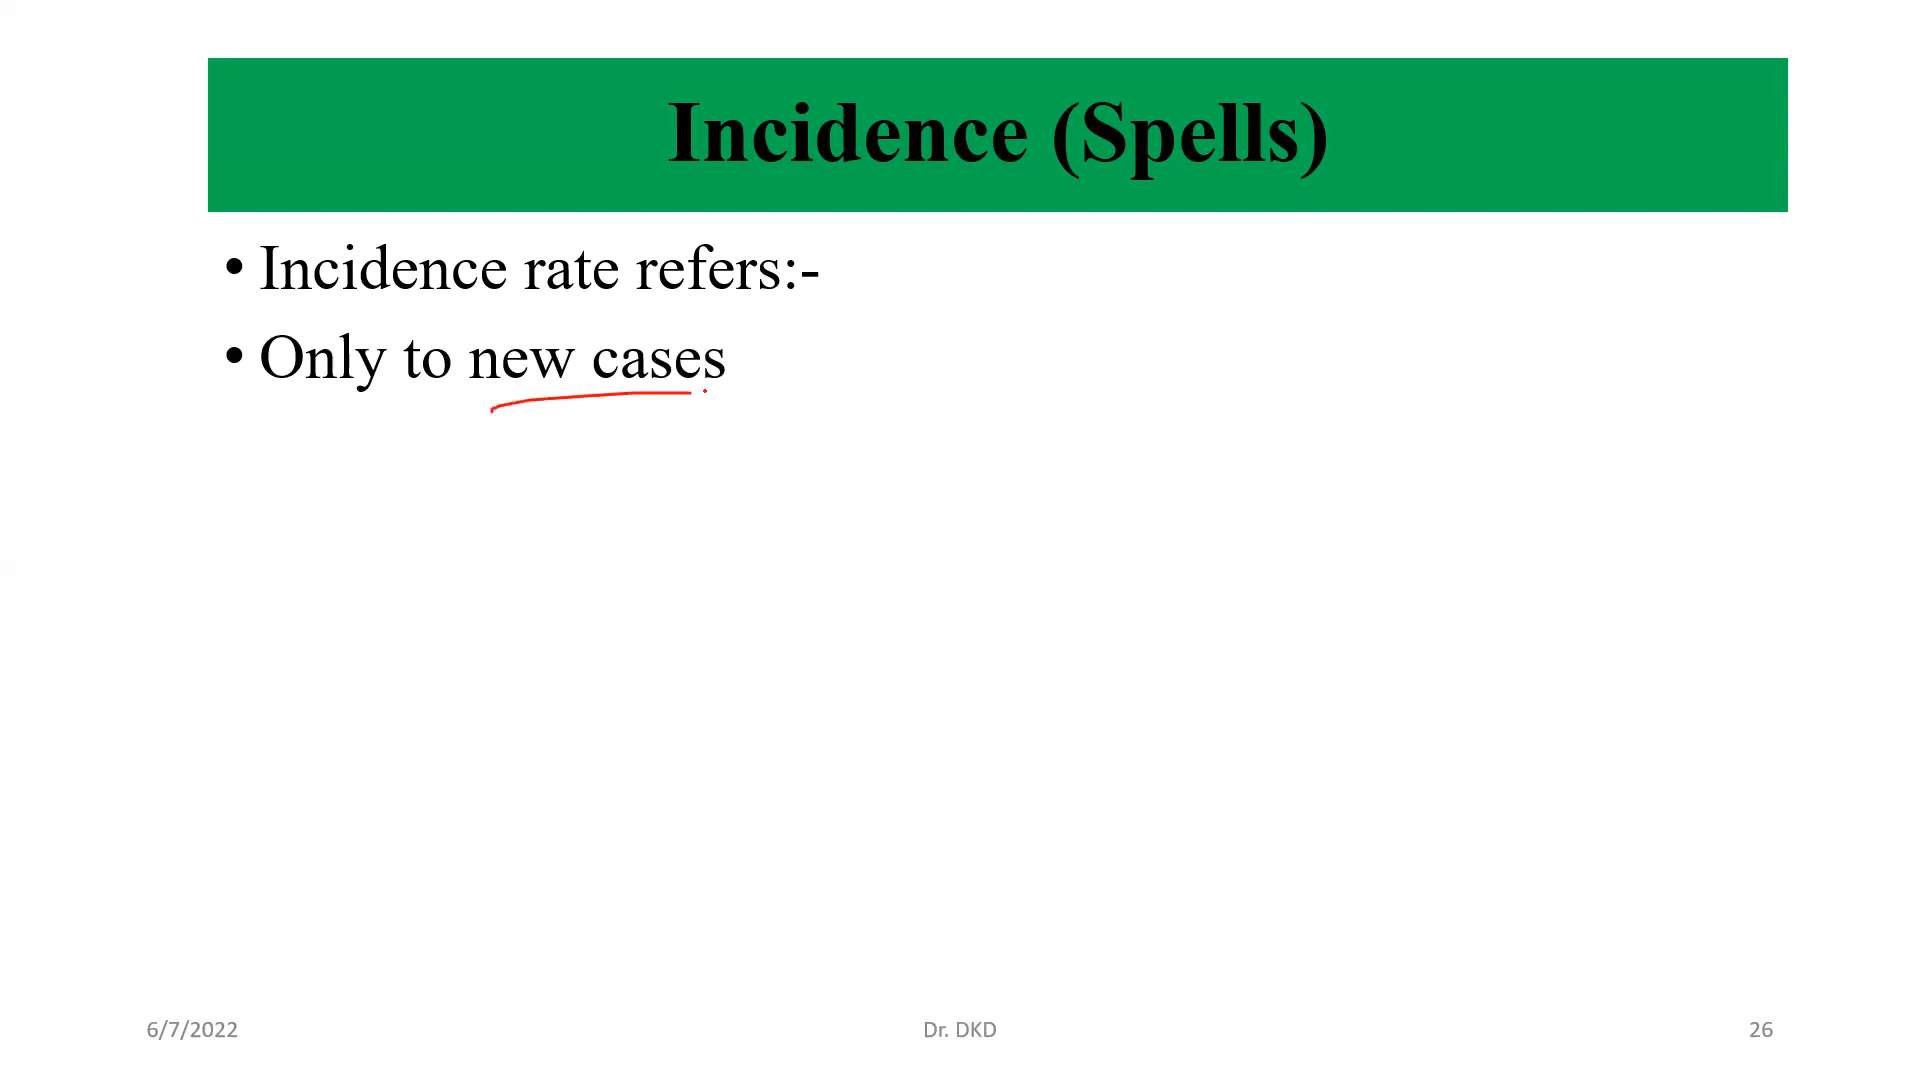 Incidence (Spells)
• Incidence rate refers:-
• Only to new cases
6/7/2022
Dr. DKD
26